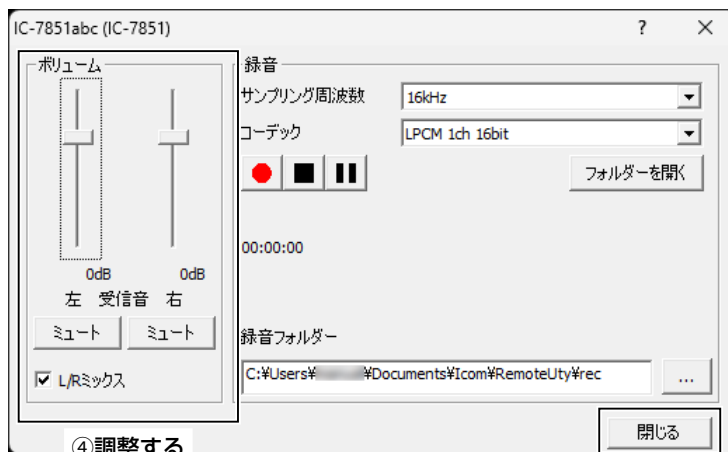 IC-7851abc (IC-7851) ? ×
ボリューム
0dB 0dB
左 受信音 右
ミュート ミュート
L/Rミックス
録音
サンプリング周波数 16kHz
コーデック LPCM 1ch 16bit
フォルダーを開く
00:00:00
録音フォルダー
C:¥Users¥ ¥Documents¥Icom¥RemoteUty¥rec ...
④調整する
閉じる